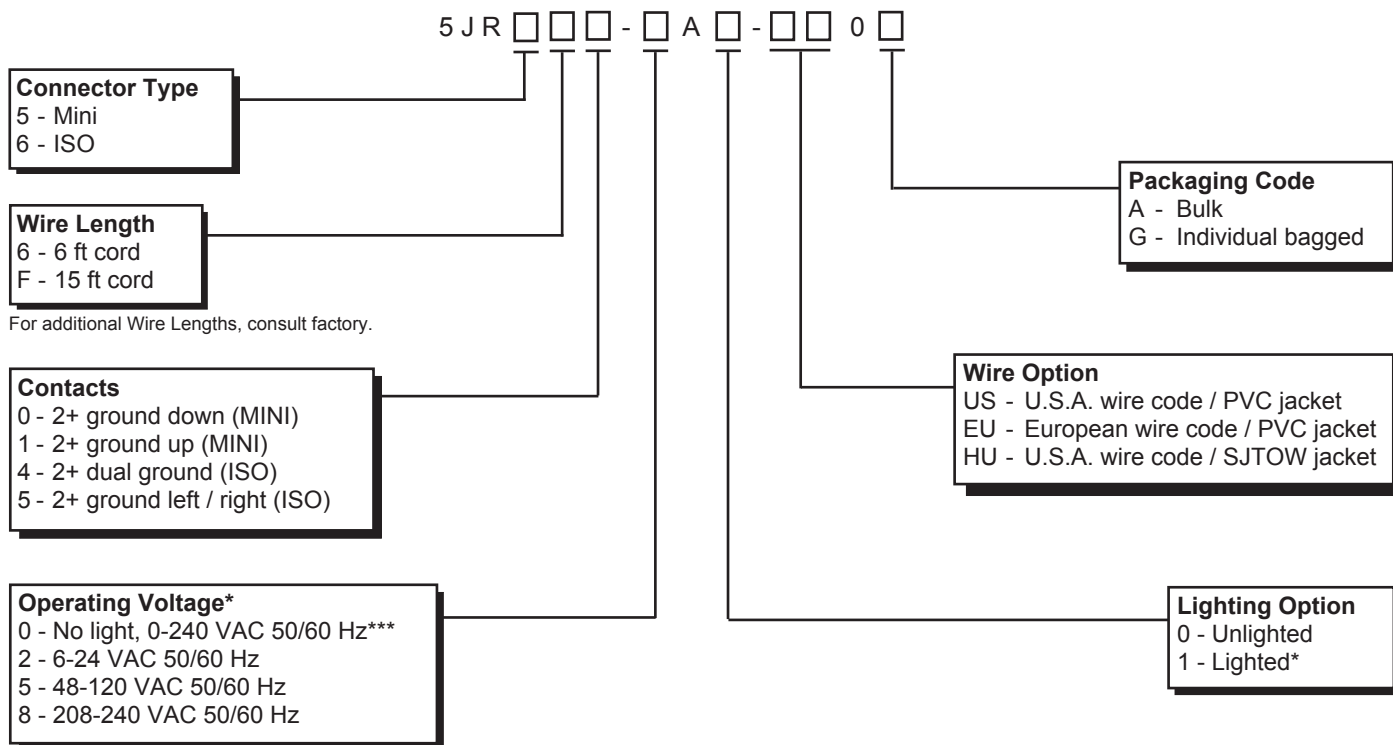 5 J R □ □ □ - □ A □ - □ □ 0 □
Connector Type
5 - Mini
6 - ISO
Wire Length
6 - 6 ft cord
F - 15 ft cord
For additional Wire Lengths, consult factory.
Contacts
0 - 2+ ground down (MINI)
1 - 2+ ground up (MINI)
4 - 2+ dual ground (ISO)
5 - 2+ ground left / right (ISO)
Operating Voltage*
0 - No light, 0-240 VAC 50/60 Hz***
2 - 6-24 VAC 50/60 Hz
5 - 48-120 VAC 50/60 Hz
8 - 208-240 VAC 50/60 Hz
Packaging Code
A - Bulk
G - Individual bagged
Wire Option
US - U.S.A. wire code / PVC jacket
EU - European wire code / PVC jacket
HU - U.S.A. wire code / SJTOW jacket
Lighting Option
0 - Unlighted
1 - Lighted*